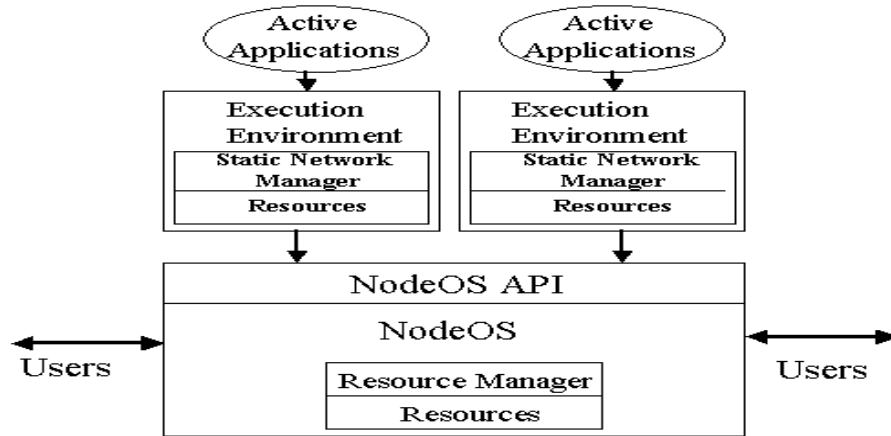 Active
Applications
Active
Applications
Execution
Environment
Static Network
Manager
Resources
Execution
Environment
Static Network
Manager
Resources
NodeOS API
NodeOS
Users
Users
Resource Manager
Resources